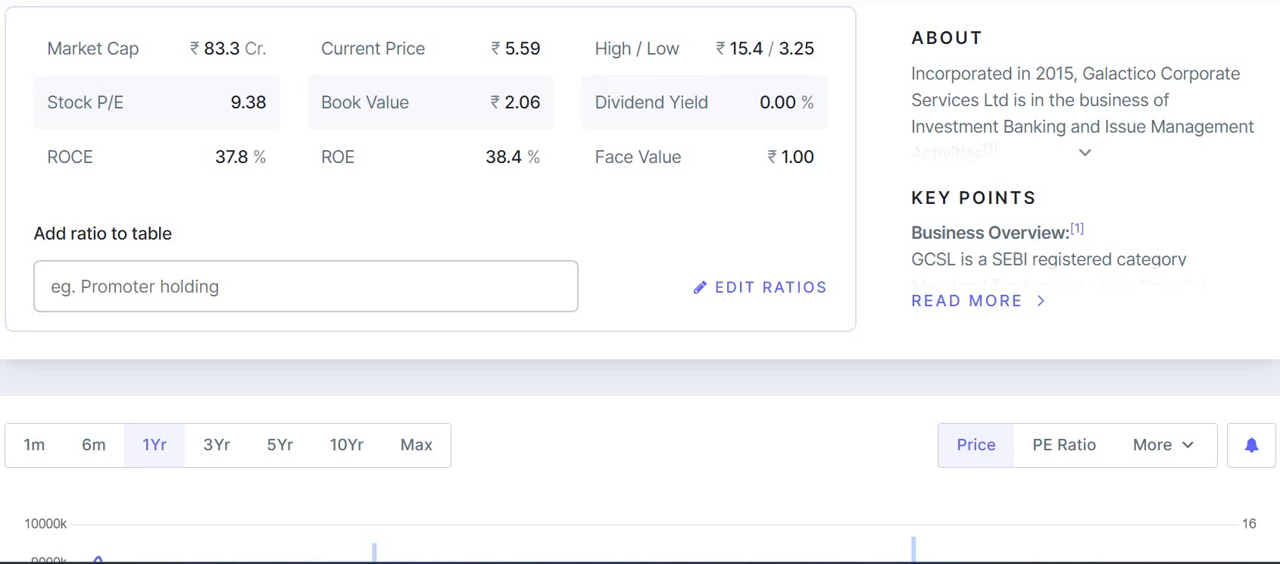 Market Cap ₹ 83.3 Cr. Current Price ₹ 5.59 High / Low ₹ 15.4 / 3.25
Stock P/E 9.38 Book Value ₹ 2.06 Dividend Yield 0.00 %
ROCE 37.8 % ROE 38.4 % Face Value ₹ 1.00
Add ratio to table
eg. Promoter holding
EDIT RATIOS
ABOUT
Incorporated in 2015, Galactico Corporate
Services Ltd is in the business of
Investment Banking and Issue Management
Activities[1]
KEY POINTS
Business Overview:[1]
GCSL is a SEBI registered category
READ MORE
1m 6m 1Yr 3Yr 5Yr 10Yr Max
Price PE Ratio More
10000k 16